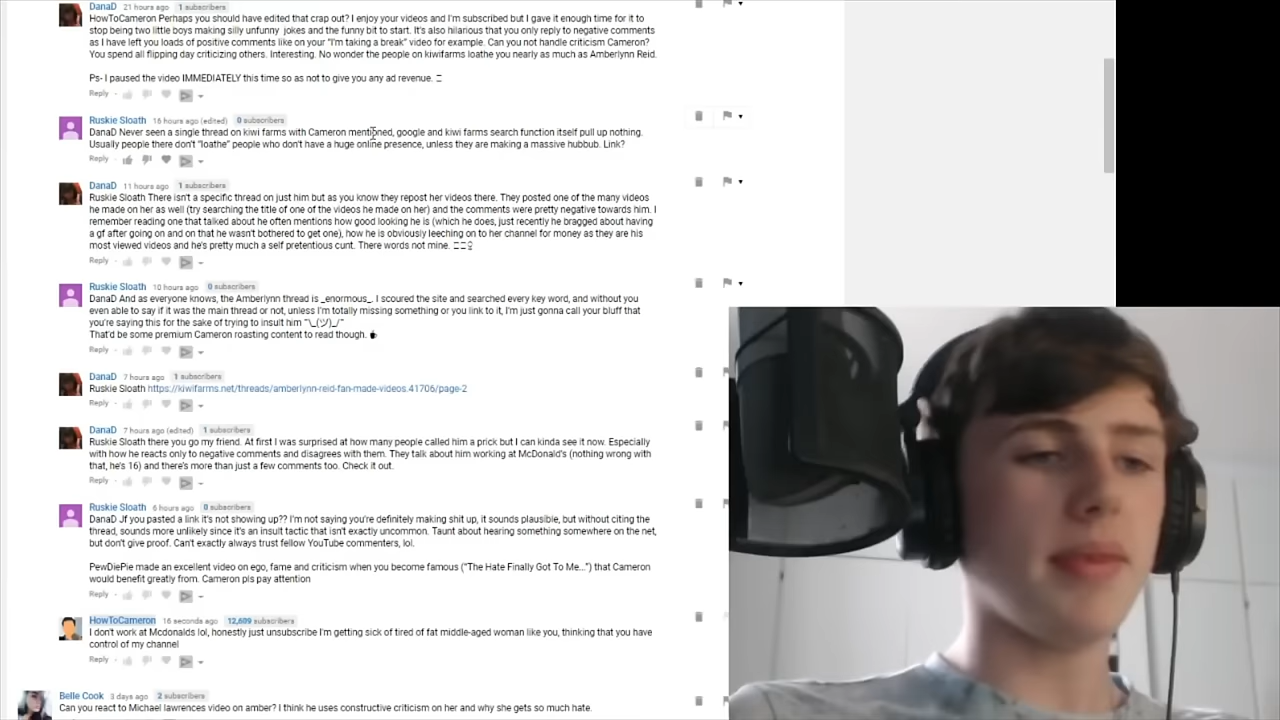 DanaD 21 hours ago 1 subscribers
HowToCameron Perhaps you should have edited that crap out? I enjoy your videos and I'm subscribed but I gave it enough time for it to
stop being two little boys making silly unfunny jokes and the funny bit to start. It's also hilarious that you only reply to negative comments
as I have left you loads of positive comments like on your "I'm taking a break" video for example. Can you not handle criticism Cameron?
You spend all flipping day criticizing others. Interesting. No wonder the people on kiwifarms loathe you nearly as much as Amberlynn Reid.
Ps- I paused the video IMMEDIATELY this time so as not to give you any ad revenue.
Reply
Ruskie Sloath 16 hours ago (edited) 0 subscribers
DanaD Never seen a single thread on kiwi farms with Cameron mentioned, google and kiwi farms search function itself pull up nothing.
Usually people there don't "loathe" people who don't have a huge online presence, unless they are making a massive hubbub. Link?
Reply
DanaD 11 hours ago 1 subscribers
Ruskie Sloath There isn't a specific thread on just him but as you know they repost her videos there. They posted one of the many videos
he made on her as well (try searching the title of one of the videos he made on her) and the comments were pretty negative towards him. I
remember reading one that talked about he often mentions how good looking he is (which he does, just recently he bragged about having
a gf after going on and on that he wasn't bothered to get one), how he is obviously leeching on to her channel for money as they are his
most viewed videos and he's pretty much a self pretentious cunt. There words not mine.
Reply
Ruskie Sloath 10 hours ago 0 subscribers
DanaD And as everyone knows, the Amberlynn thread is _enormous_. I scoured the site and searched every key word, and without you
even able to say if it was the main thread or not, unless I'm totally missing something or you link to it, I'm just gonna call your bluff that
you're saying this for the sake of trying to insult him ¯\_(ツ)_/¯
That'd be some premium Cameron roasting content to read though.
Reply
DanaD 7 hours ago 1 subscribers
Ruskie Sloath https://kiwifarms.net/threads/amberlynn-reid-fan-made-videos.41706/page-2
Reply
DanaD 7 hours ago (edited) 1 subscribers
Ruskie Sloath there you go my friend. At first I was surprised at how many people called him a prick but I can kinda see it now. Especially
with how he reacts only to negative comments and disagrees with them. They talk about him working at McDonald's (nothing wrong with
that, he's 16) and there's more than just a few comments too. Check it out.
Reply
Ruskie Sloath 6 hours ago 0 subscribers
DanaD Jf you pasted a link it's not showing up?? I'm not saying you're definitely making shit up, it sounds plausible, but without citing the
thread, sounds more unlikely since it's an insult tactic that isn't exactly uncommon. Taunt about hearing something somewhere on the net,
but don't give proof. Can't exactly always trust fellow YouTube commenters, lol.
PewDiePie made an excellent video on ego, fame and criticism when you become famous ("The Hate Finally Got To Me...") that Cameron
would benefit greatly from. Cameron pls pay attention
Reply
HowToCameron 16 seconds ago 12,609 subscribers
I don't work at Mcdonalds lol, honestly just unsubscribe I'm getting sick of tired of fat middle-aged woman like you, thinking that you have
control of my channel
Reply
Belle Cook 3 days ago 2 subscribers
Can you react to Michael lawrences video on amber? I think he uses constructive criticism on her and why she gets so much hate.